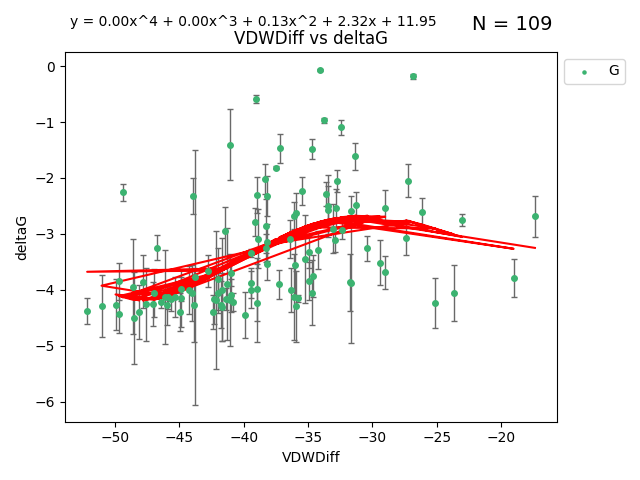 y = 0.00x^4 + 0.00x^3 + 0.13x^2 + 2.32x + 11.95
N = 109
VDWDiff vs deltaG
G
deltaG
0
−1
−2
−3
−4
−5
−6
−50 −45 −40 −35 −30 −25 −20
VDWDiff